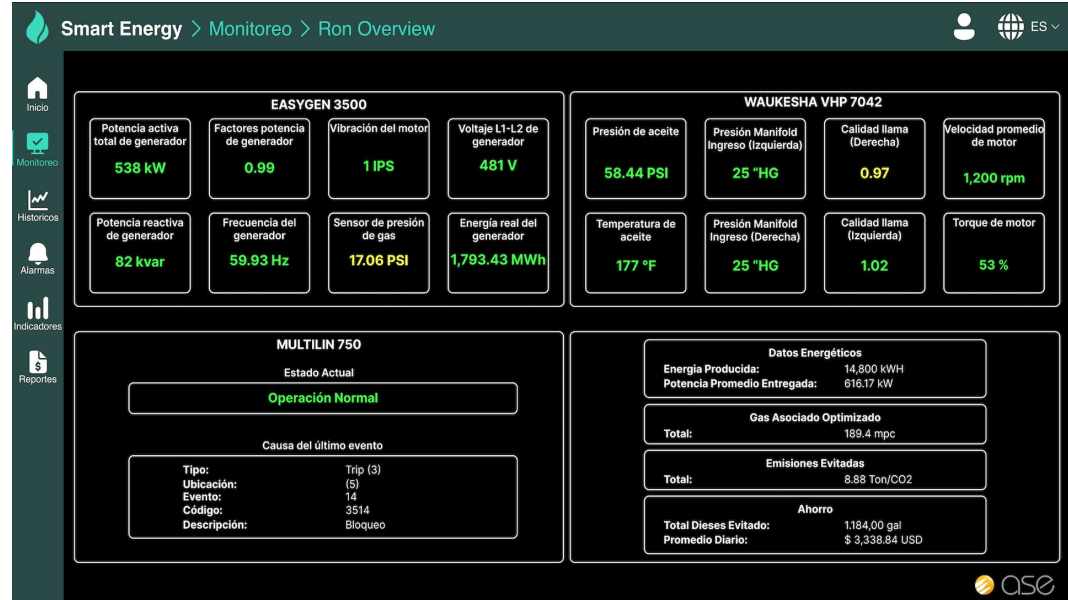 Smart Energy > Monitoreo > Ron Overview
ES
Inicio
Monitoreo
Historicos
Alarmas
Indicadores
Reportes
EASYGEN 3500
Potencia activa
total de generador
538 kW
Factores potencia
de generador
0.99
Vibración del motor
1 IPS
Voltaje L1-L2 de
generador
481 V
Potencia reactiva
de generador
82 kvar
Frecuencia del
generador
59.93 Hz
Sensor de presión
de gas
17.06 PSI
Energía real del
generador
1,793.43 MWh
WAUKESHA VHP 7042
Presión de aceite
58.44 PSI
Presión Manifold
Ingreso (Izquierda)
25 “HG
Calidad llama
(Derecha)
0.97
Velocidad promedio
de motor
1,200 rpm
Temperatura de
aceite
177 °F
Presión Manifold
Ingreso (Derecha)
25 “HG
Calidad llama
(Izquierda)
1.02
Torque de motor
53 %
MULTILIN 750
Estado Actual
Operación Normal
Causa del último evento
Tipo: Trip (3)
Ubicación: (5)
Evento: 14
Código: 3514
Descripción: Bloqueo
Datos Energéticos
Energia Producida: 14,800 kWH
Potencia Promedio Entregada: 616.17 kW
Gas Asociado Optimizado
Total: 189.4 mpc
Emisiones Evitadas
Total: 8.88 Ton/CO2
Ahorro
Total Dieses Evitado: 1.184,00 gal
Promedio Diario: $ 3,338.84 USD
ase